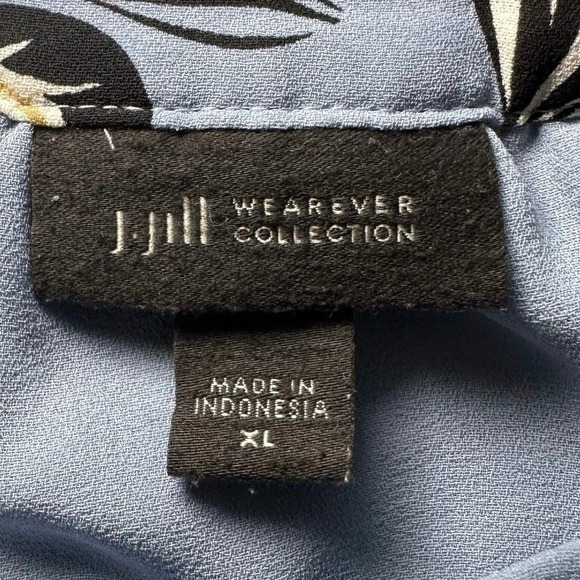 J.Jill WEAREVER
COLLECTION
MADE IN
INDONESIA
XL